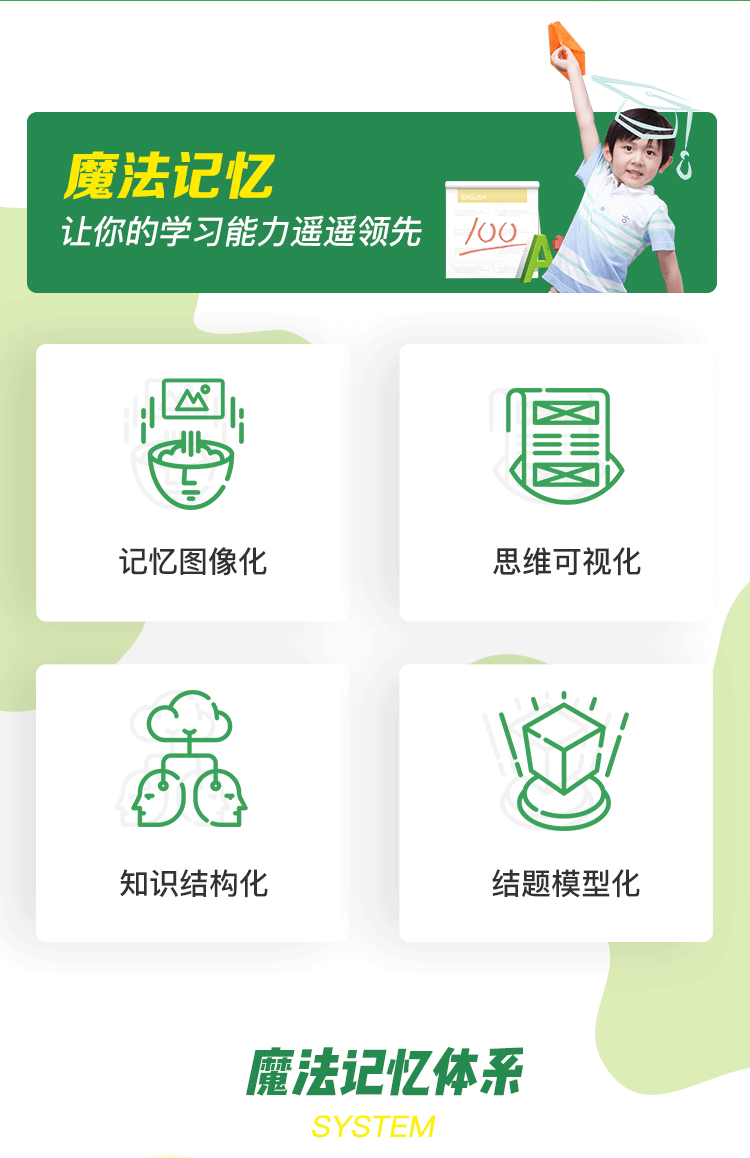 魔法记忆
让你的学习能力遥遥领先
ENGLISH
100
A+
记忆图像化
思维可视化
知识结构化
结题模型化
魔法记忆体系
SYSTEM